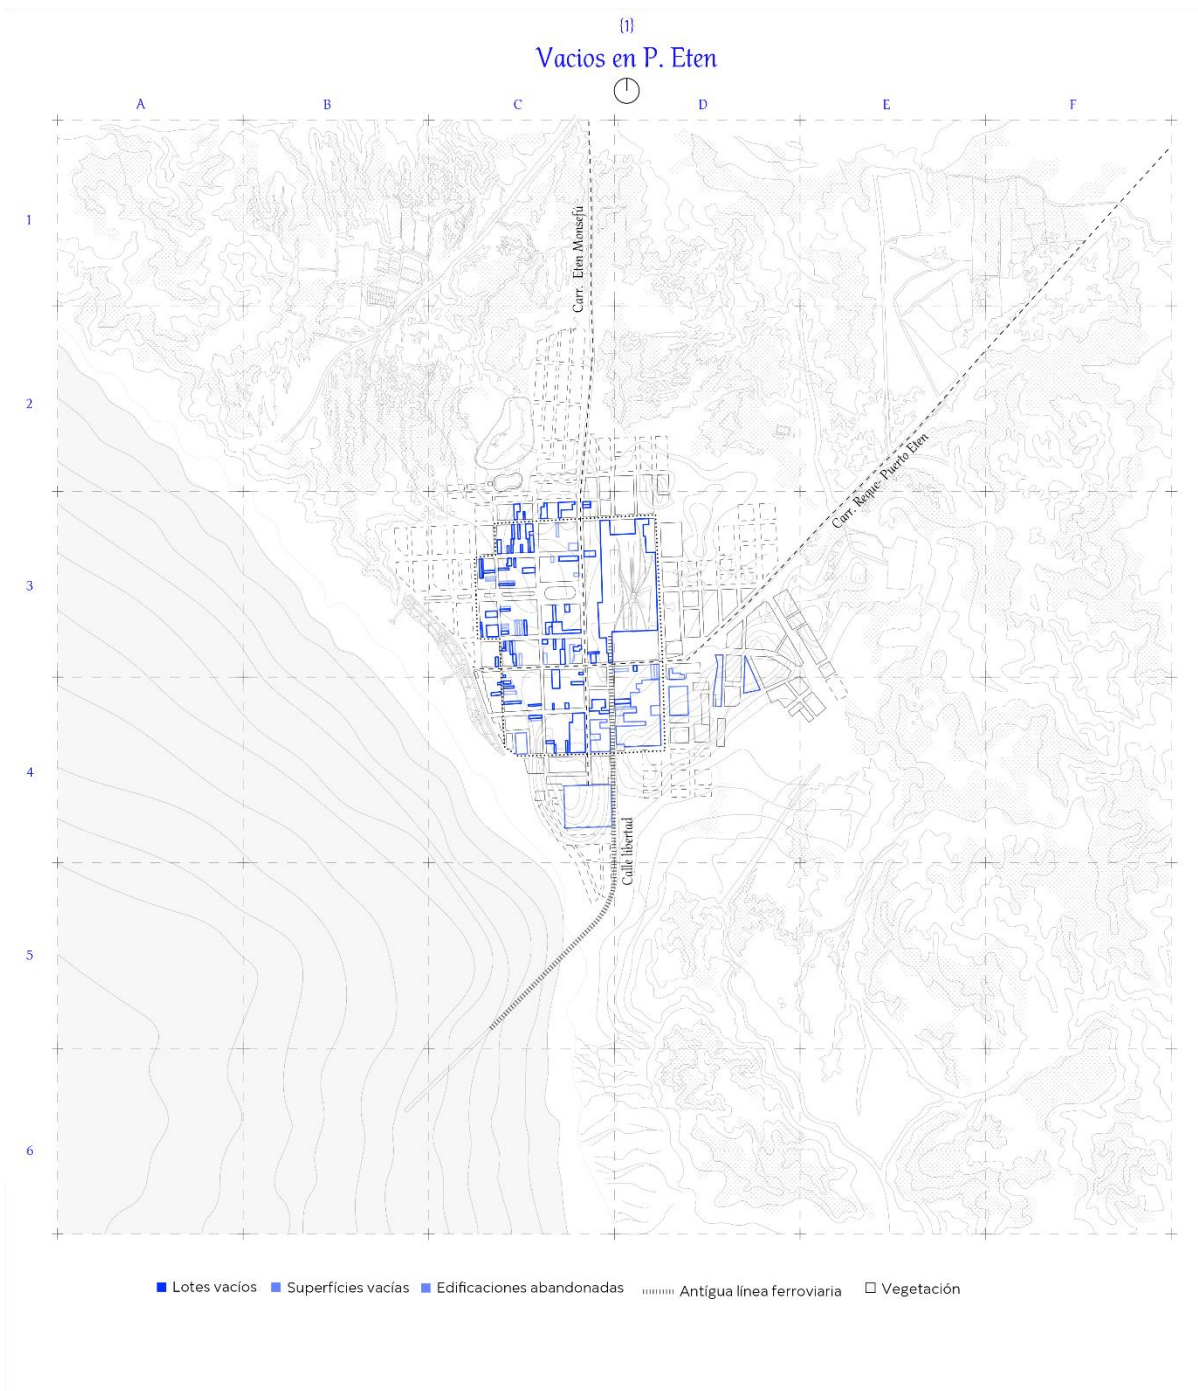 {1}
Vacios en P. Eten
A B C D E F
1
Carr. Eten Monsefú
2
Carr. Reque- Puerto Eten
3
4
Calle libertad
5
6
Lotes vacíos Superfícies vacías Edificaciones abandonadas Antígua línea ferroviaria Vegetación